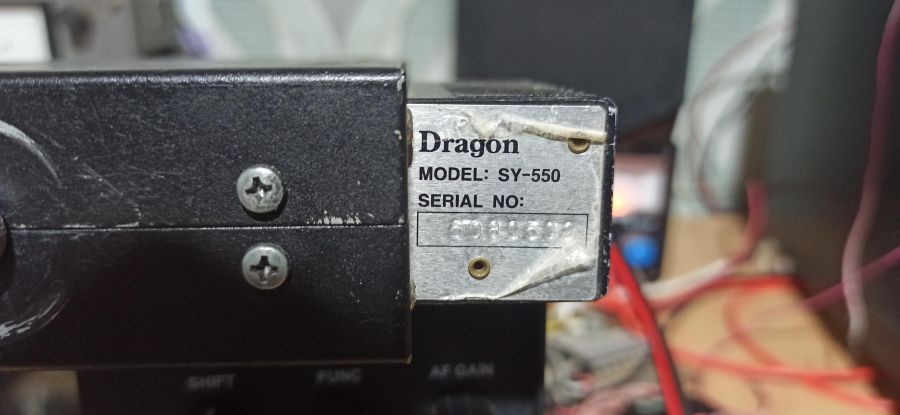 Dragon
MODEL: SY-550
SERIAL NO:
SHIFT FUNC AF GAIN